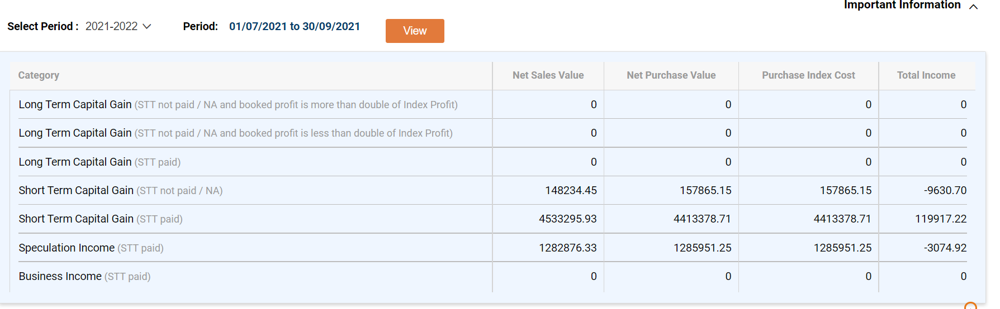 Important Information
Select Period : 2021-2022 Period: 01/07/2021 to 30/09/2021 View
Category Net Sales Value Net Purchase Value Purchase Index Cost Total Income
Long Term Capital Gain (STT not paid / NA and booked profit is more than double of Index Profit) 0 0 0 0
Long Term Capital Gain (STT not paid / NA and booked profit is less than double of Index Profit) 0 0 0 0
Long Term Capital Gain (STT paid) 0 0 0 0
Short Term Capital Gain (STT not paid / NA) 148234.45 157865.15 157865.15 -9630.70
Short Term Capital Gain (STT paid) 4533295.93 4413378.71 4413378.71 119917.22
Speculation Income (STT paid) 1282876.33 1285951.25 1285951.25 -3074.92
Business Income (STT paid) 0 0 0 0